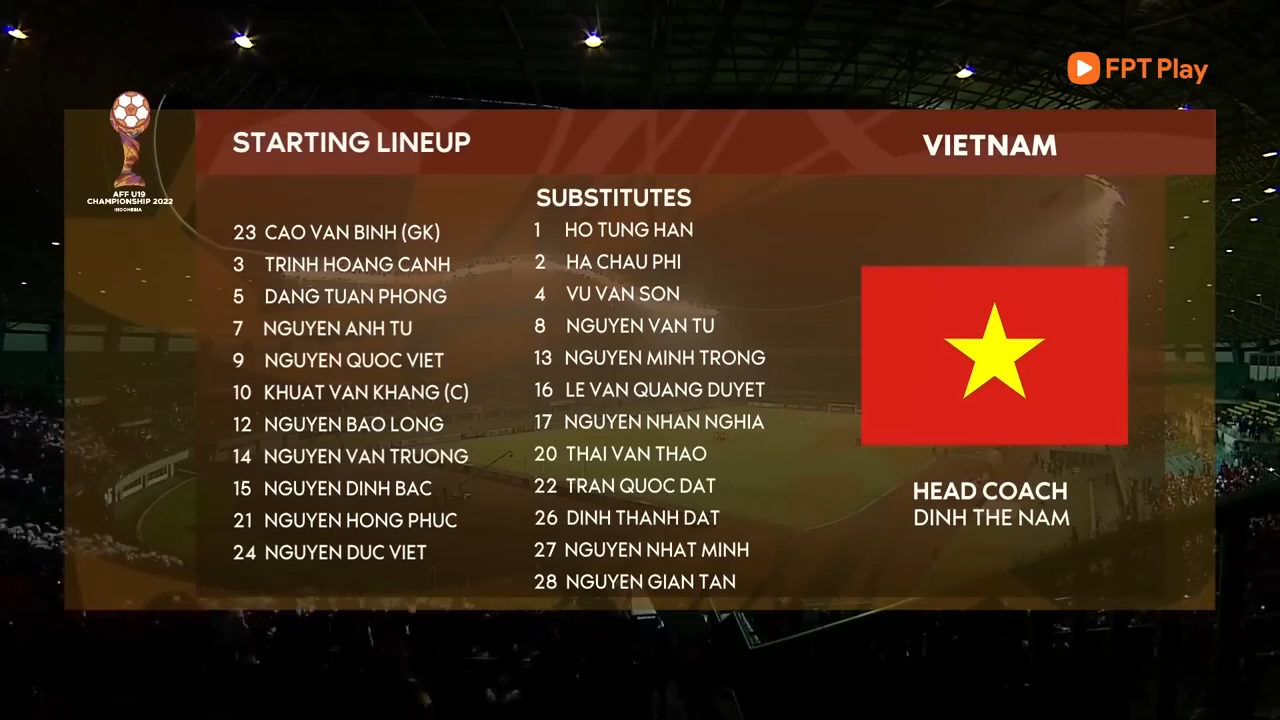 FPT Play
AFF U19
CHAMPIONSHIP 2022
INDONESIA
STARTING LINEUP
VIETNAM
23 CAO VAN BINH (GK)
3 TRINH HOANG CANH
5 DANG TUAN PHONG
7 NGUYEN ANH TU
9 NGUYEN QUOC VIET
10 KHUAT VAN KHANG (C)
12 NGUYEN BAO LONG
14 NGUYEN VAN TRUONG
15 NGUYEN DINH BAC
21 NGUYEN HONG PHUC
24 NGUYEN DUC VIET
SUBSTITUTES
1 HO TUNG HAN
2 HA CHAU PHI
4 VU VAN SON
8 NGUYEN VAN TU
13 NGUYEN MINH TRONG
16 LE VAN QUANG DUYET
17 NGUYEN NHAN NGHIA
20 THAI VAN THAO
22 TRAN QUOC DAT
26 DINH THANH DAT
27 NGUYEN NHAT MINH
28 NGUYEN GIAN TAN
HEAD COACH
DINH THE NAM